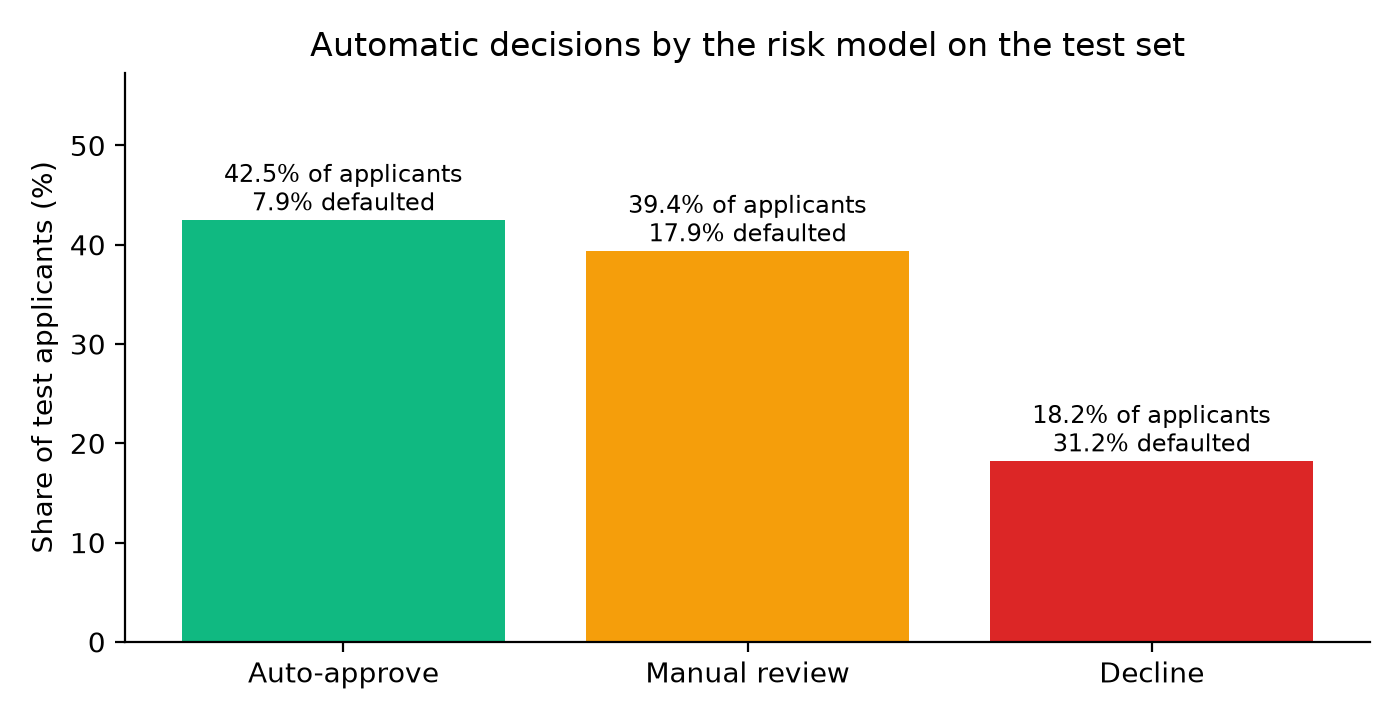 Automatic decisions by the risk model on the test set
Share of test applicants (%)
50
40
30
20
10
0
42.5% of applicants
7.9% defaulted
39.4% of applicants
17.9% defaulted
18.2% of applicants
31.2% defaulted
Auto-approve
Manual review
Decline